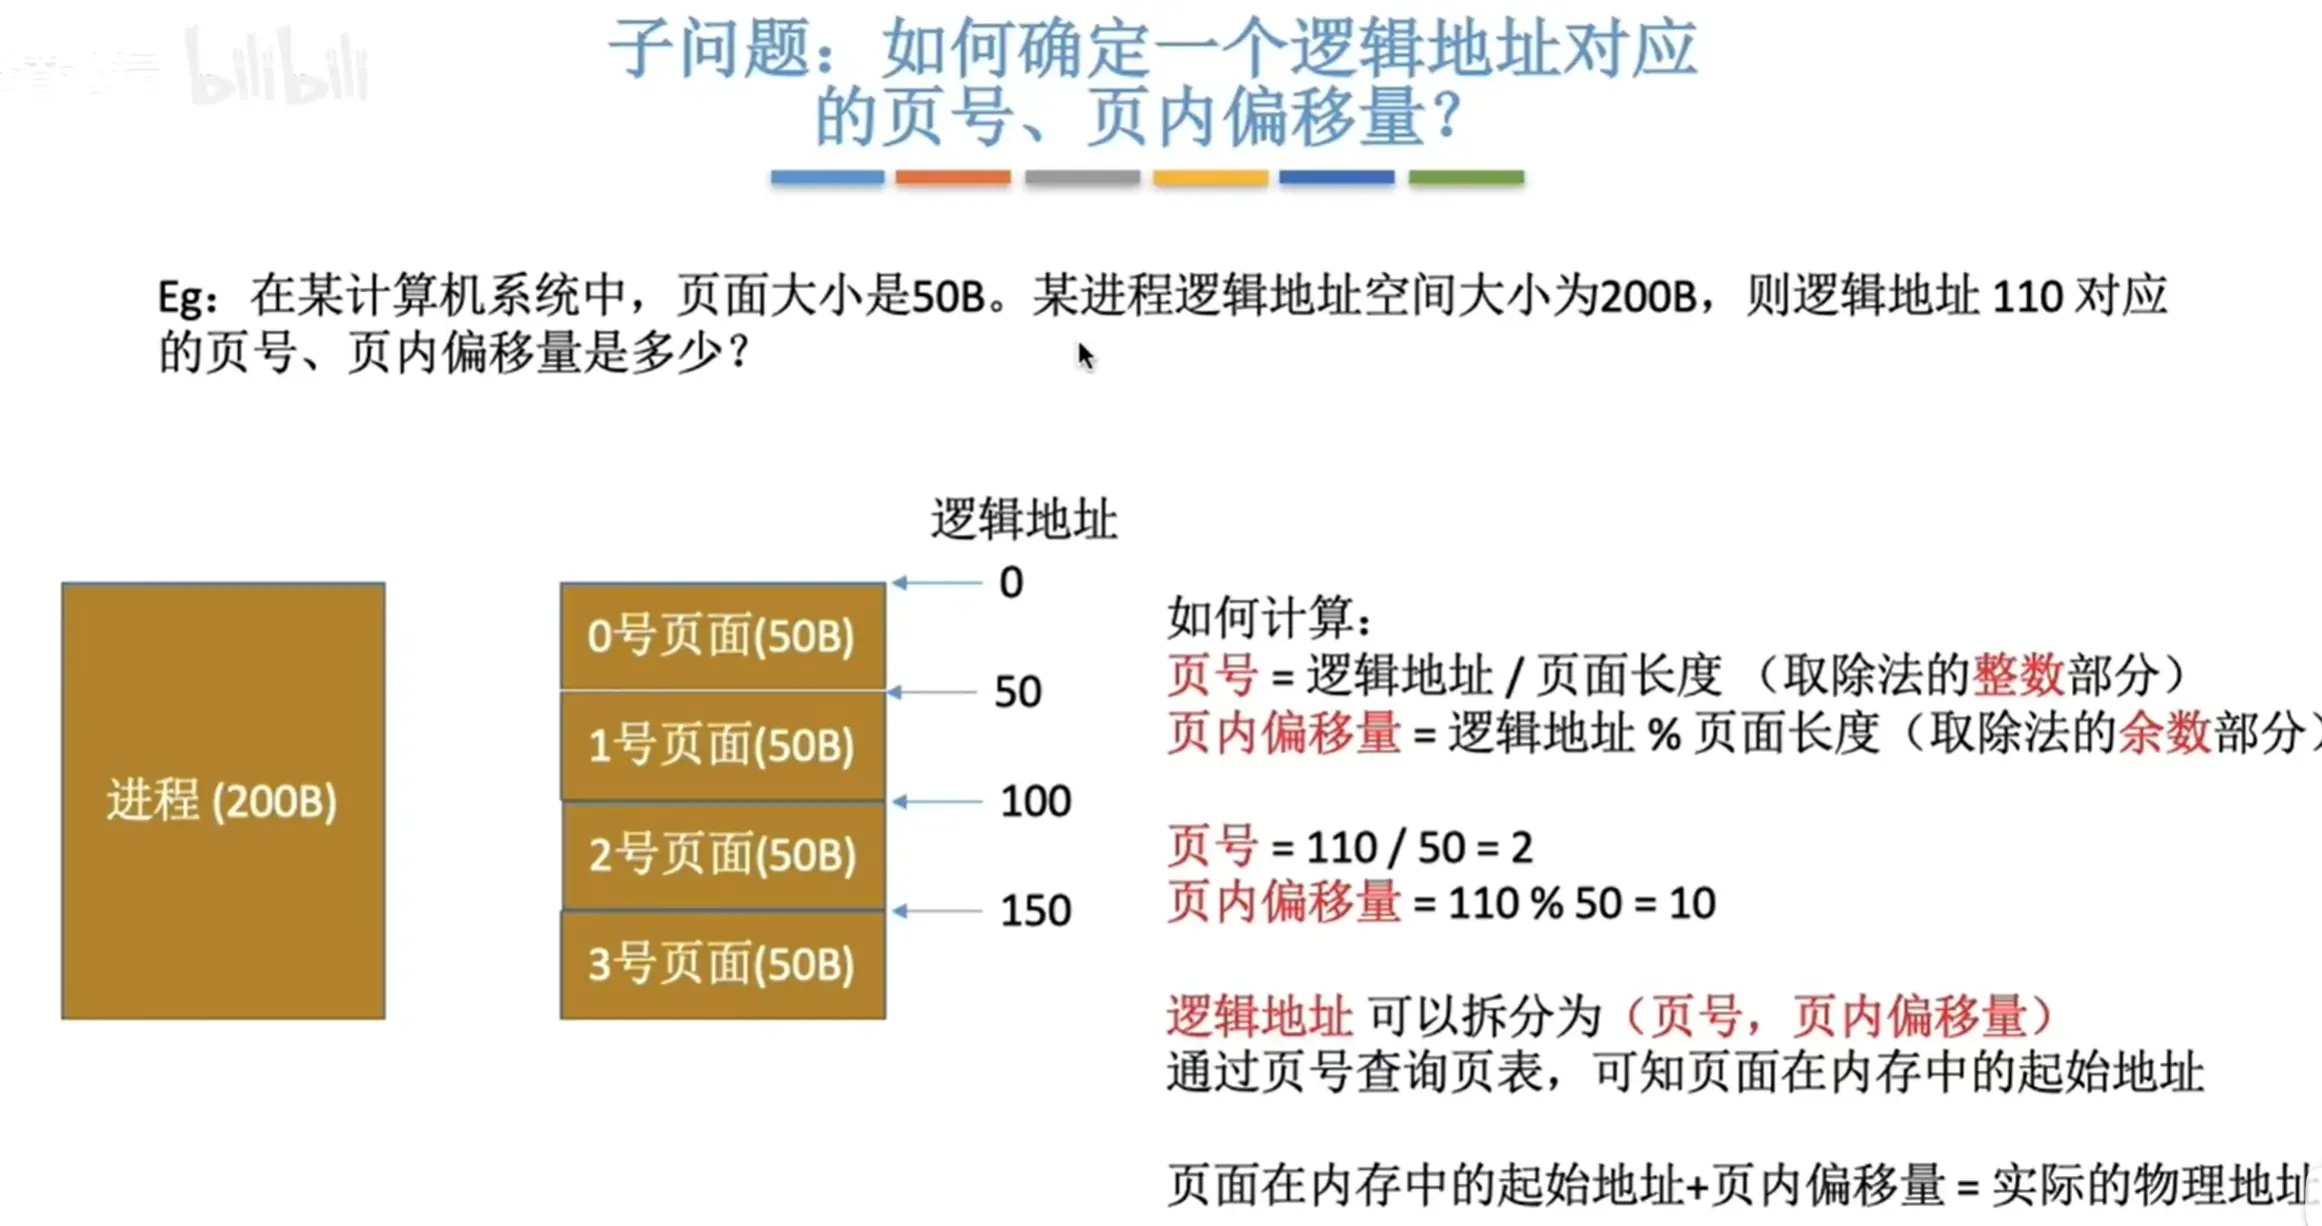 bilibili
子问题：如何确定一个逻辑地址对应
的页号、页内偏移量？
Eg：在某计算机系统中，页面大小是50B。某进程逻辑地址空间大小为200B，则逻辑地址 110 对应
的页号、页内偏移量是多少？
逻辑地址
进程 (200B)
0号页面(50B)
1号页面(50B)
2号页面(50B)
3号页面(50B)
0
50
100
150
如何计算：
页号 = 逻辑地址 / 页面长度 （取除法的整数部分）
页内偏移量 = 逻辑地址 % 页面长度（取除法的余数部分）
页号 = 110 / 50 = 2
页内偏移量 = 110 % 50 = 10
逻辑地址 可以拆分为（页号，页内偏移量）
通过页号查询页表，可知页面在内存中的起始地址
页面在内存中的起始地址+页内偏移量 = 实际的物理地址